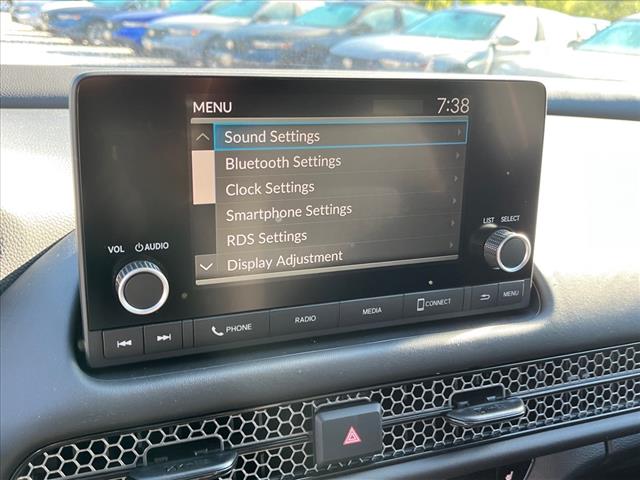 MENU 7:38
Sound Settings
Bluetooth Settings
Clock Settings
Smartphone Settings
RDS Settings
Display Adjustment
VOL AUDIO
LIST SELECT
PHONE RADIO MEDIA CONNECT MENU